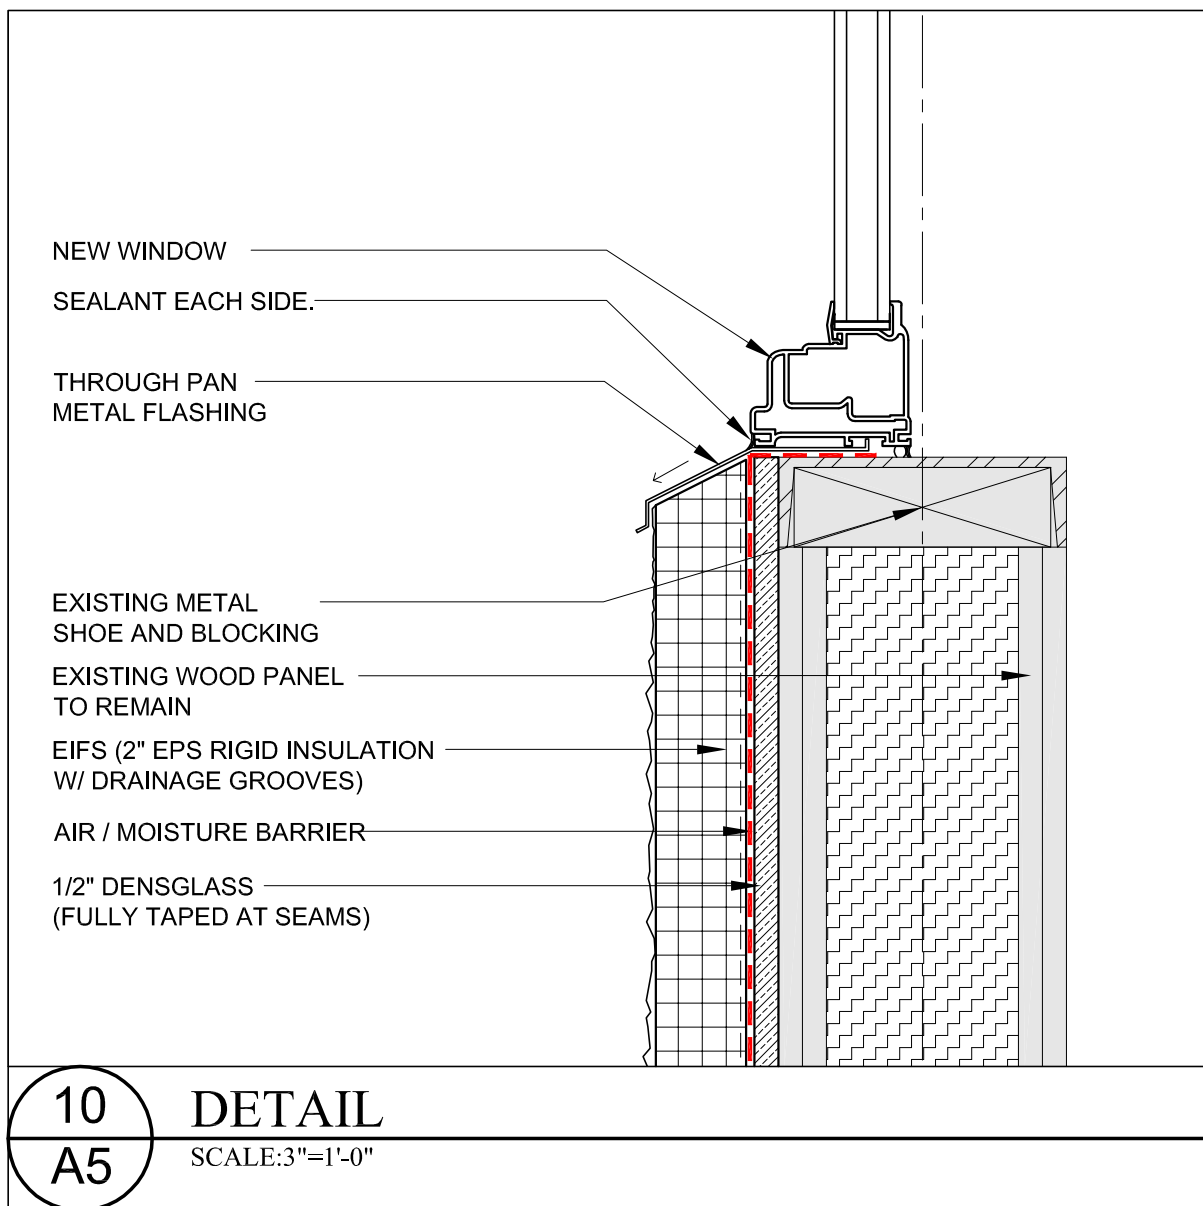 NEW WINDOW
SEALANT EACH SIDE.
THROUGH PAN
METAL FLASHING
EXISTING METAL
SHOE AND BLOCKING
EXISTING WOOD PANEL
TO REMAIN
EIFS (2" EPS RIGID INSULATION
W/ DRAINAGE GROOVES)
AIR / MOISTURE BARRIER
1/2" DENSGLASS
(FULLY TAPED AT SEAMS)
10
A5
DETAIL
SCALE:3"=1'-0"